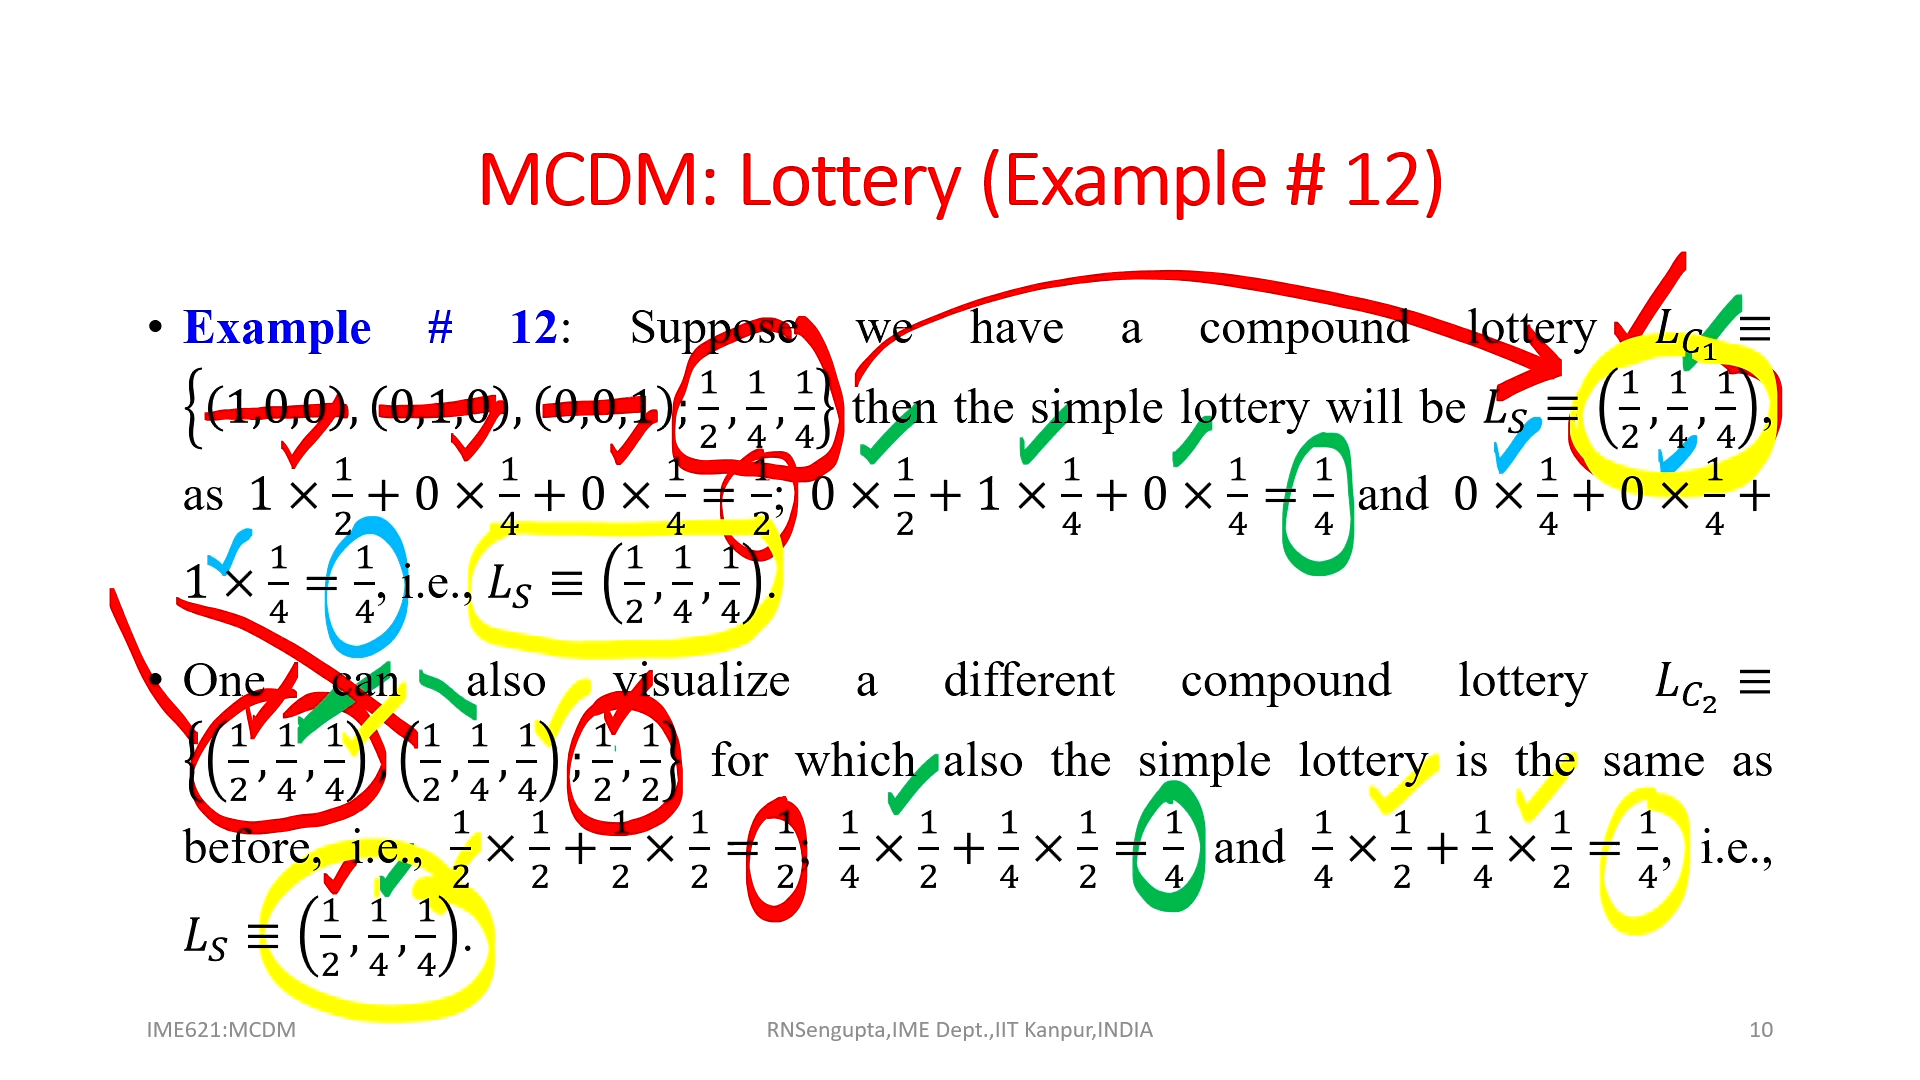 MCDM: Lottery (Example # 12)
• Example # 12: Suppose we have a compound lottery L_{C_1} ≡
{(1,0,0), (0,1,0), (0,0,1); 1/2, 1/4, 1/4} then the simple lottery will be L_S ≡ (1/2, 1/4, 1/4),
as 1 × 1/2 + 0 × 1/4 + 0 × 1/4 = 1/2; 0 × 1/2 + 1 × 1/4 + 0 × 1/4 = 1/4 and 0 × 1/4 + 0 × 1/4 +
1 × 1/4 = 1/4, i.e., L_S ≡ (1/2, 1/4, 1/4).
• One can also visualize a different compound lottery L_{C_2} ≡
{(1/2, 1/4, 1/4), (1/2, 1/4, 1/4); 1/2, 1/2} for which also the simple lottery is the same as
before, i.e., 1/2 × 1/2 + 1/2 × 1/2 = 1/2; 1/4 × 1/2 + 1/4 × 1/2 = 1/4 and 1/4 × 1/2 + 1/4 × 1/2 = 1/4, i.e.,
L_S ≡ (1/2, 1/4, 1/4).
IME621:MCDM RNSengupta,IME Dept.,IIT Kanpur,INDIA 10